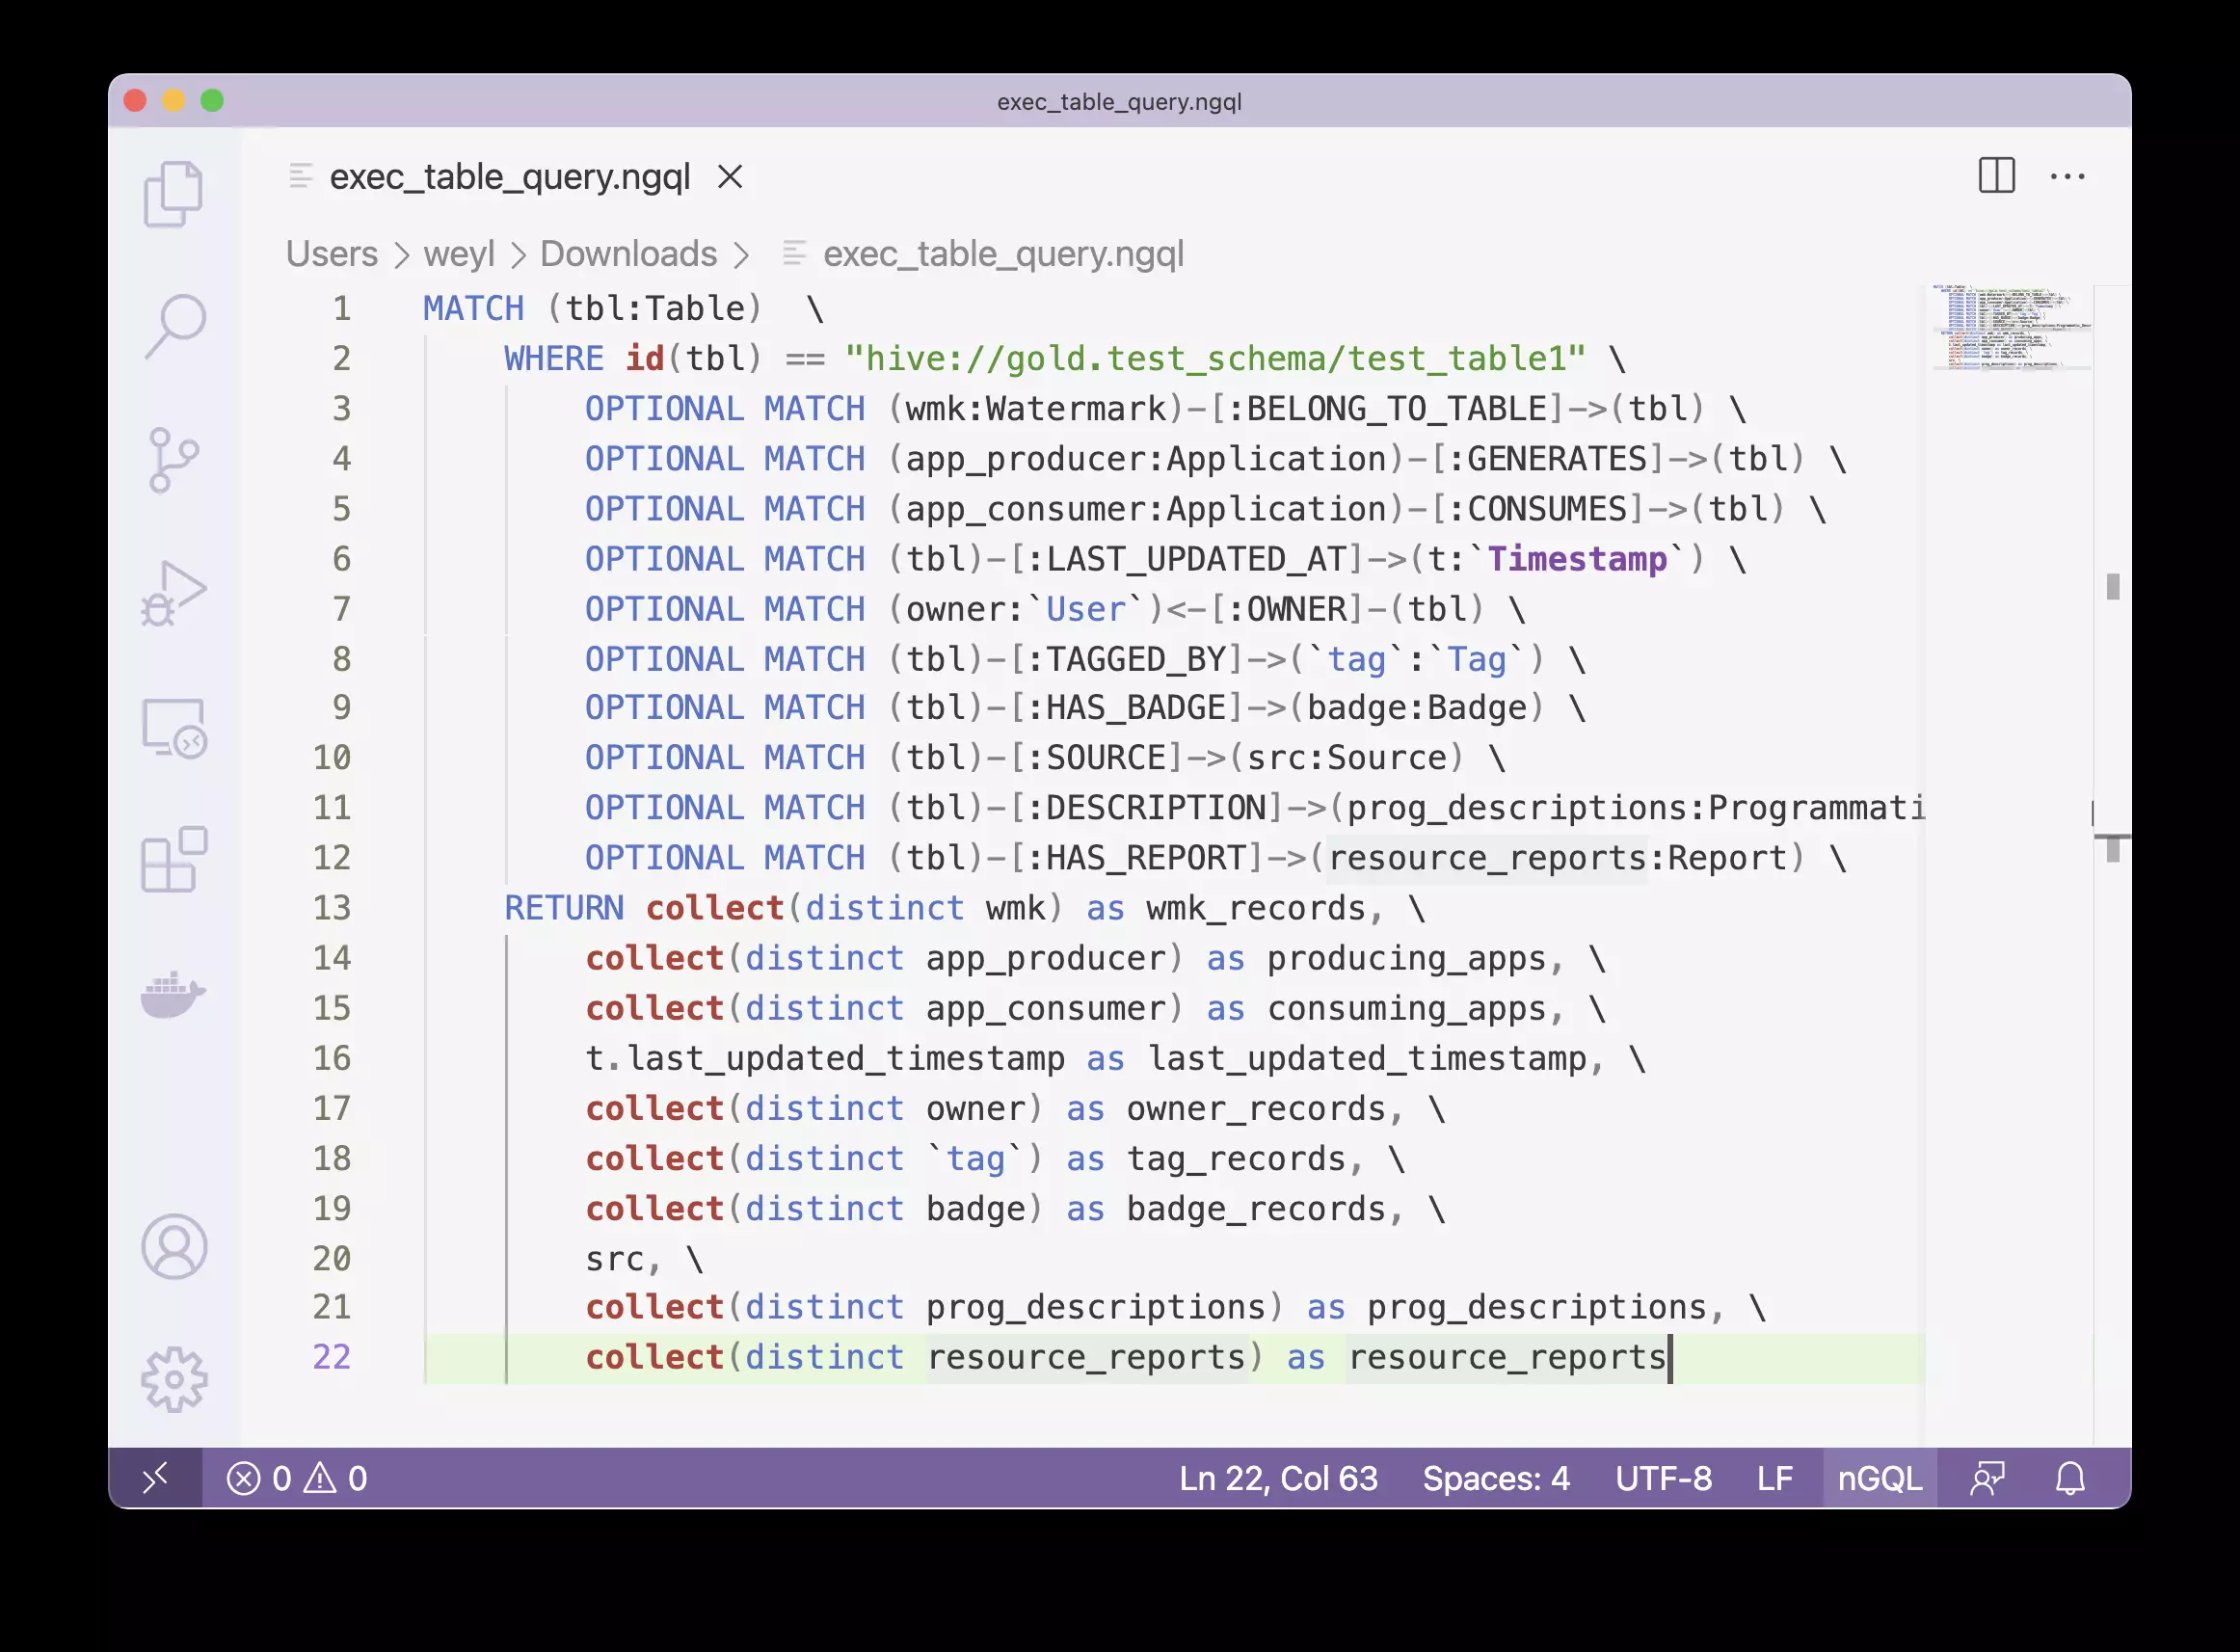 exec_table_query.ngql
exec_table_query.ngql
Users > weyl > Downloads > exec_table_query.ngql
1 MATCH (tbl:Table)  \
2 WHERE id(tbl) == "hive://gold.test_schema/test_table1" \
3 OPTIONAL MATCH (wmk:Watermark)-[:BELONG_TO_TABLE]->(tbl) \
4 OPTIONAL MATCH (app_producer:Application)-[:GENERATES]->(tbl) \
5 OPTIONAL MATCH (app_consumer:Application)-[:CONSUMES]->(tbl) \
6 OPTIONAL MATCH (tbl)-[:LAST_UPDATED_AT]->(t:`Timestamp`) \
7 OPTIONAL MATCH (owner:`User`)<-[:OWNER]-(tbl) \
8 OPTIONAL MATCH (tbl)-[:TAGGED_BY]->(`tag`:`Tag`) \
9 OPTIONAL MATCH (tbl)-[:HAS_BADGE]->(badge:Badge) \
10 OPTIONAL MATCH (tbl)-[:SOURCE]->(src:Source) \
11 OPTIONAL MATCH (tbl)-[:DESCRIPTION]->(prog_descriptions:Programmati
12 OPTIONAL MATCH (tbl)-[:HAS_REPORT]->(resource_reports:Report) \
13 RETURN collect(distinct wmk) as wmk_records, \
14 collect(distinct app_producer) as producing_apps, \
15 collect(distinct app_consumer) as consuming_apps, \
16 t.last_updated_timestamp as last_updated_timestamp, \
17 collect(distinct owner) as owner_records, \
18 collect(distinct `tag`) as tag_records, \
19 collect(distinct badge) as badge_records, \
20 src, \
21 collect(distinct prog_descriptions) as prog_descriptions, \
22 collect(distinct resource_reports) as resource_reports
0 0 Ln 22, Col 63 Spaces: 4 UTF-8 LF nGQL